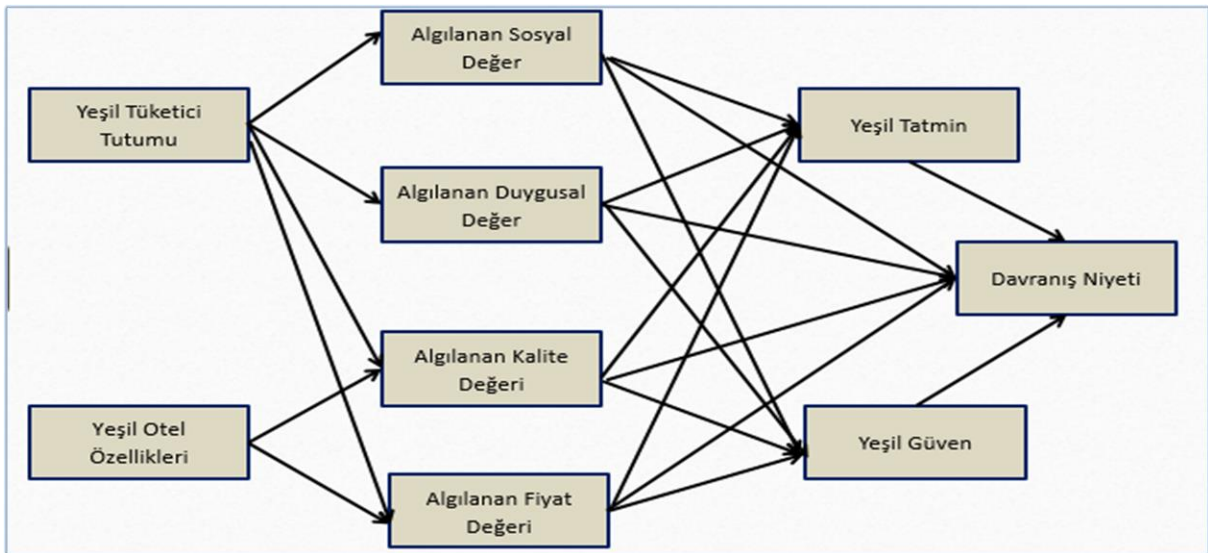 Algılanan Sosyal
Değer
Yeşil Tüketici
Tutumu
Yeşil Tatmin
Algılanan Duygusal
Değer
Davranış Niyeti
Algılanan Kalite
Değeri
Yeşil Otel
Özellikleri
Yeşil Güven
Algılanan Fiyat
Değeri